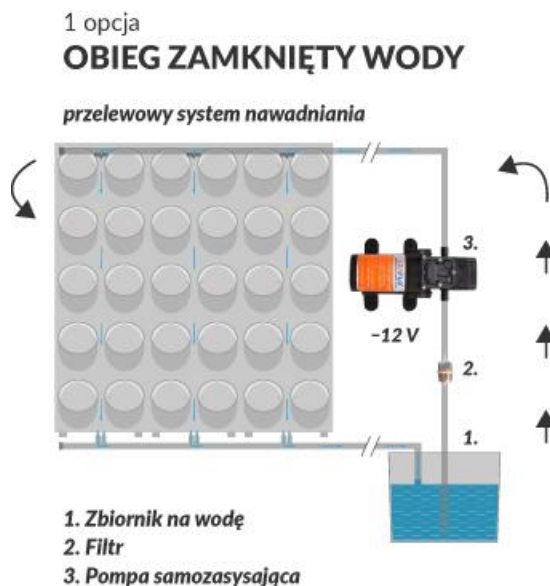 1 opcja
OBIEG ZAMKNIĘTY WODY
przelewowy system nawadniania
3.
~12 V
2.
1.
1. Zbiornik na wodę
2. Filtr
3. Pompa samozasysająca